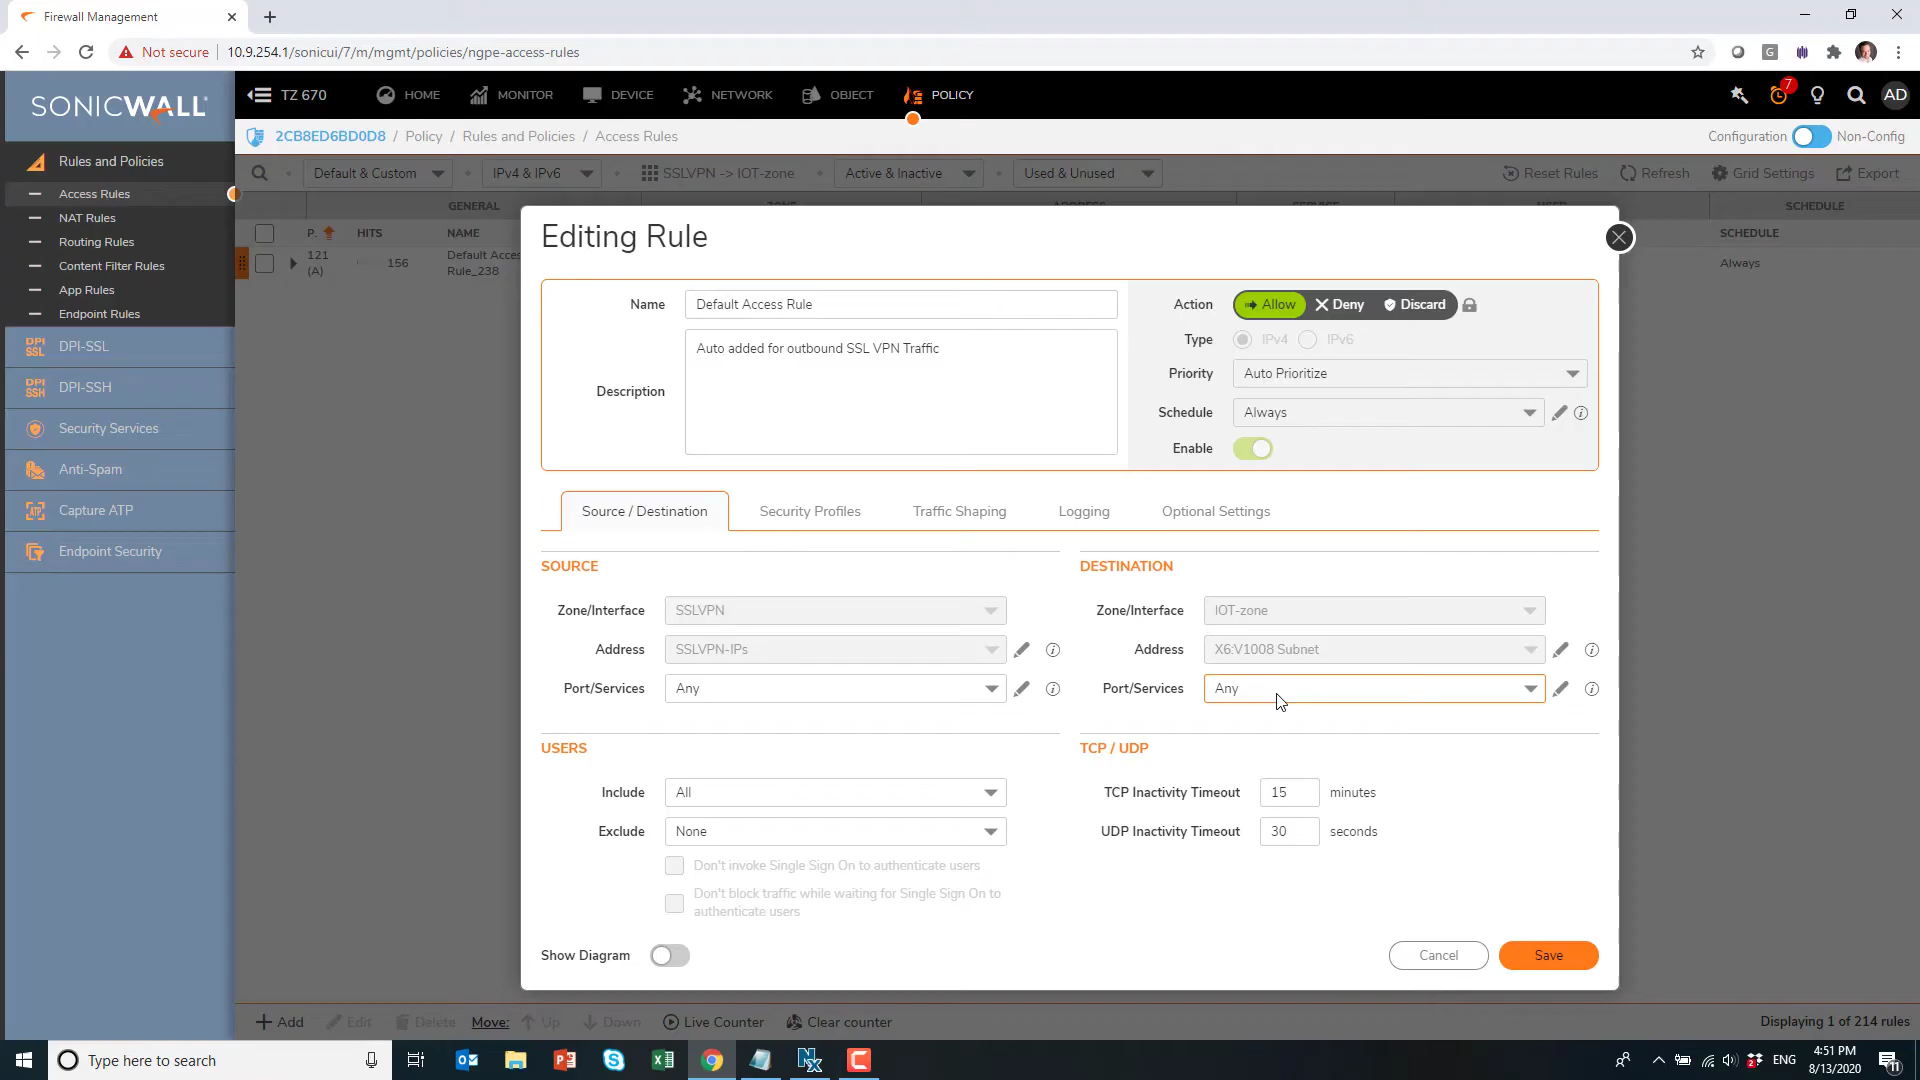 Firewall Management
Not secure 10.9.254.1/sonicui/7/m/mgmt/policies/ngpe-access-rules
G
SONICWALL
TZ 670 HOME MONITOR DEVICE NETWORK OBJECT POLICY 7 AD
2CB8ED6BD0D8 / Policy / Rules and Policies / Access Rules Configuration Non-Config
Rules and Policies
Access Rules
NAT Rules
Routing Rules
Content Filter Rules
App Rules
Endpoint Rules
DPI SSL DPI-SSL
DPI SSH DPI-SSH
Security Services
Anti-Spam
ATP Capture ATP
Endpoint Security
Default & Custom IPv4 & IPv6 SSLVPN -> IOT-zone Active & Inactive Used & Unused Reset Rules Refresh Grid Settings Export
GENERAL SCHEDULE
P. HITS NAME SCHEDULE
121 (A) 156 Default Acces Rule_238 Always
Editing Rule
Name Default Access Rule
Description Auto added for outbound SSL VPN Traffic
Action Allow Deny Discard
Type IPv4 IPv6
Priority Auto Prioritize
Schedule Always
Enable
Source / Destination Security Profiles Traffic Shaping Logging Optional Settings
SOURCE
Zone/Interface SSLVPN
Address SSLVPN-IPs
Port/Services Any
DESTINATION
Zone/Interface IOT-zone
Address X6:V1008 Subnet
Port/Services Any
USERS
Include All
Exclude None
Don't invoke Single Sign On to authenticate users
Don't block traffic while waiting for Single Sign On to
authenticate users
TCP / UDP
TCP Inactivity Timeout 15 minutes
UDP Inactivity Timeout 30 seconds
Show Diagram
Cancel Save
Add Edit Delete Move: Up Down Live Counter Clear counter Displaying 1 of 214 rules
Type here to search
ENG
4:51 PM
8/13/2020
11